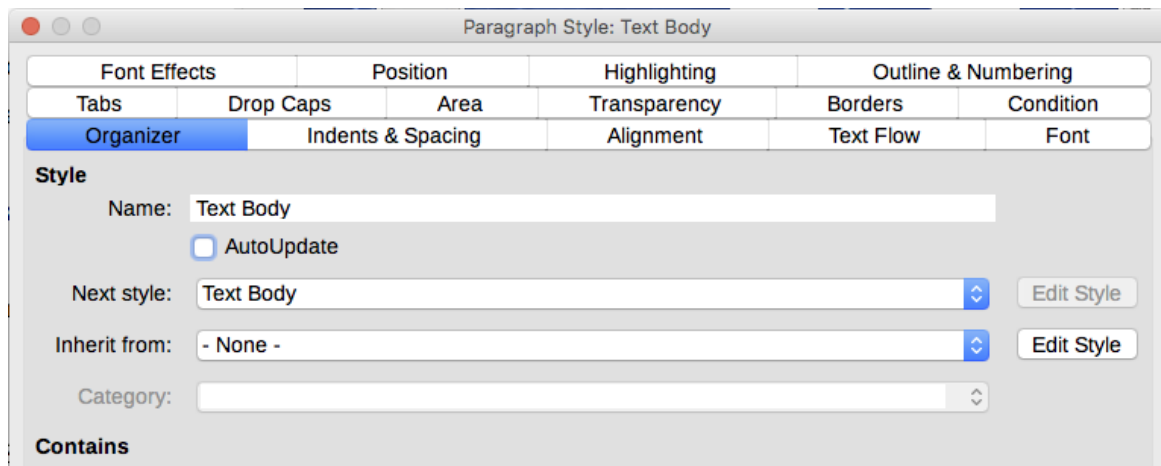 Paragraph Style: Text Body
Font Effects Position Highlighting Outline & Numbering
Tabs Drop Caps Area Transparency Borders Condition
Organizer Indents & Spacing Alignment Text Flow Font
Style
Name: Text Body
AutoUpdate
Next style: Text Body Edit Style
Inherit from: - None - Edit Style
Category:
Contains